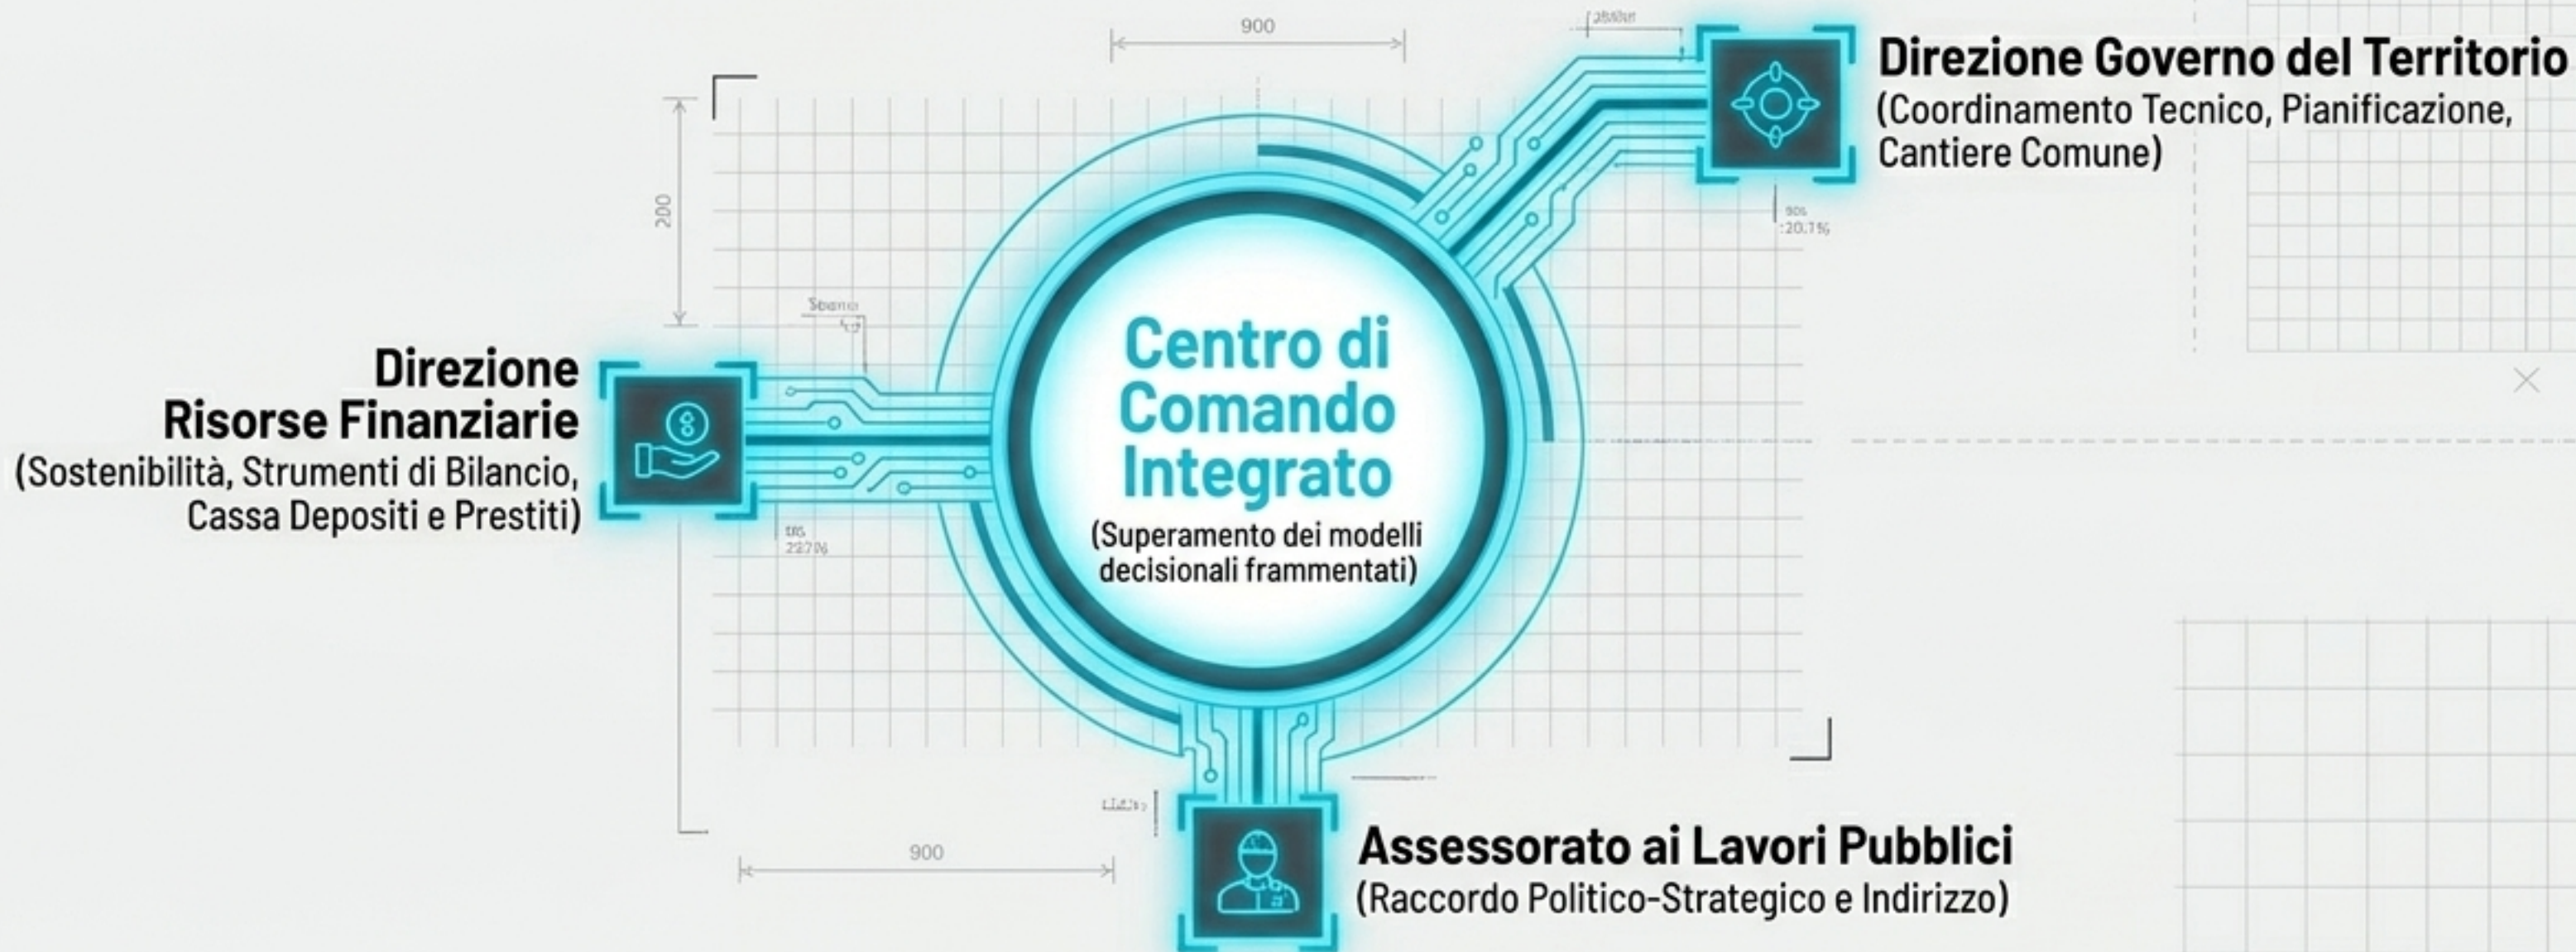 900
Direzione Governo del Territorio
(Coordinamento Tecnico, Pianificazione,
Cantiere Comune)
200
20.1%
Direzione
Risorse Finanziarie
(Sostenibilità, Strumenti di Bilancio,
Cassa Depositi e Prestiti)
Centro di
Comando
Integrato
(Superamento dei modelli
decisionali frammentati)
900
Assessorato ai Lavori Pubblici
(Raccordo Politico-Strategico e Indirizzo)